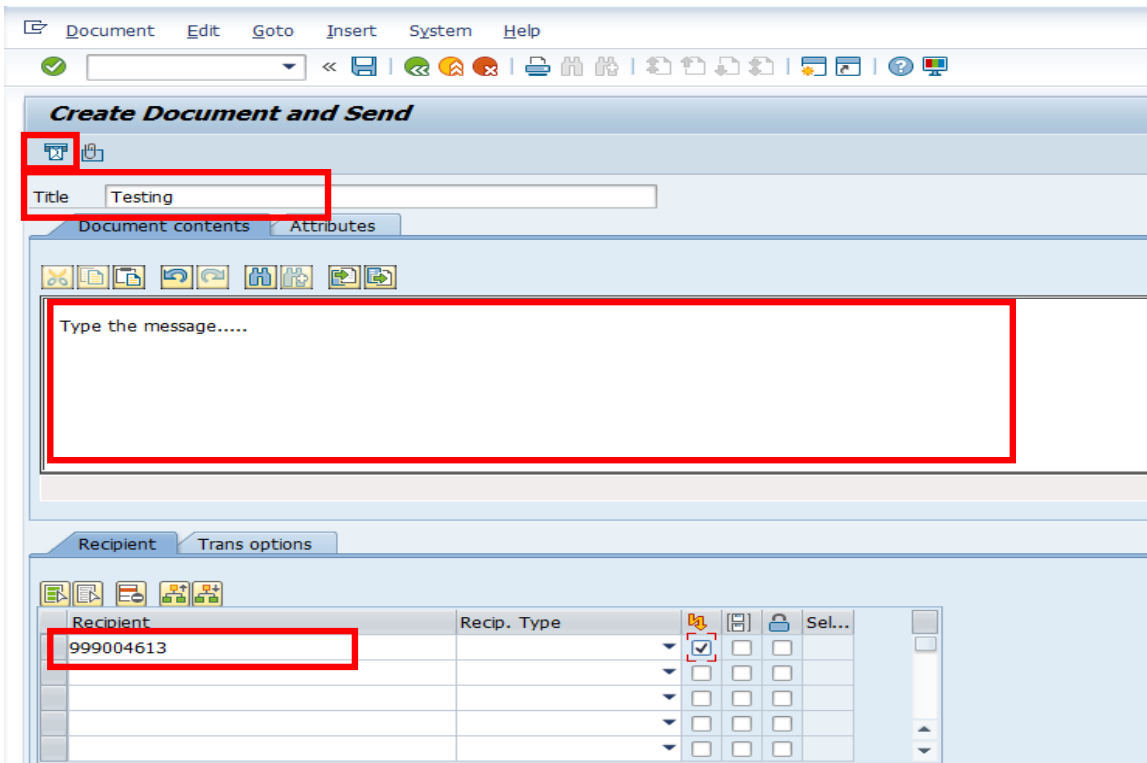 Document Edit Goto Insert System Help
Create Document and Send
Title Testing
Document contents Attributes
Type the message.....
Recipient Trans options
Recipient Recip. Type Sel...
999004613